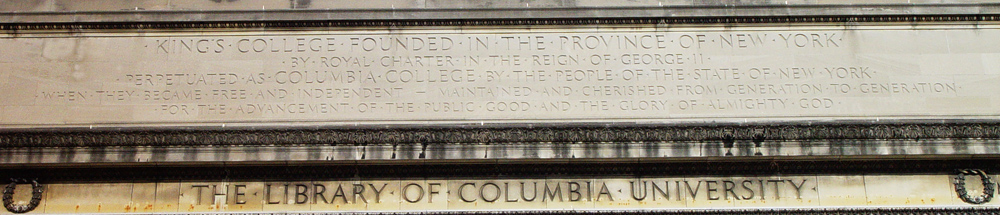 ·KING'S·COLLEGE·FOUNDED·IN·THE·PROVINCE·OF·NEW·YORK·
·BY·ROYAL·CHARTER·IN·THE·REIGN·OF·GEORGE·II·
·PERPETUATED·AS·COLUMBIA·COLLEGE·BY·THE·PEOPLE·OF·THE·STATE·OF·NEW·YORK·
·WHEN·THEY·BECAME·FREE·AND·INDEPENDENT — MAINTAINED·AND·CHERISHED·FROM·GENERATION·TO·GENERATION·
·FOR·THE·ADVANCEMENT·OF·THE·PUBLIC·GOOD·AND·THE·GLORY·OF·ALMIGHTY·GOD·
·THE·LIBRARY·OF·COLUMBIA·UNIVERSITY·